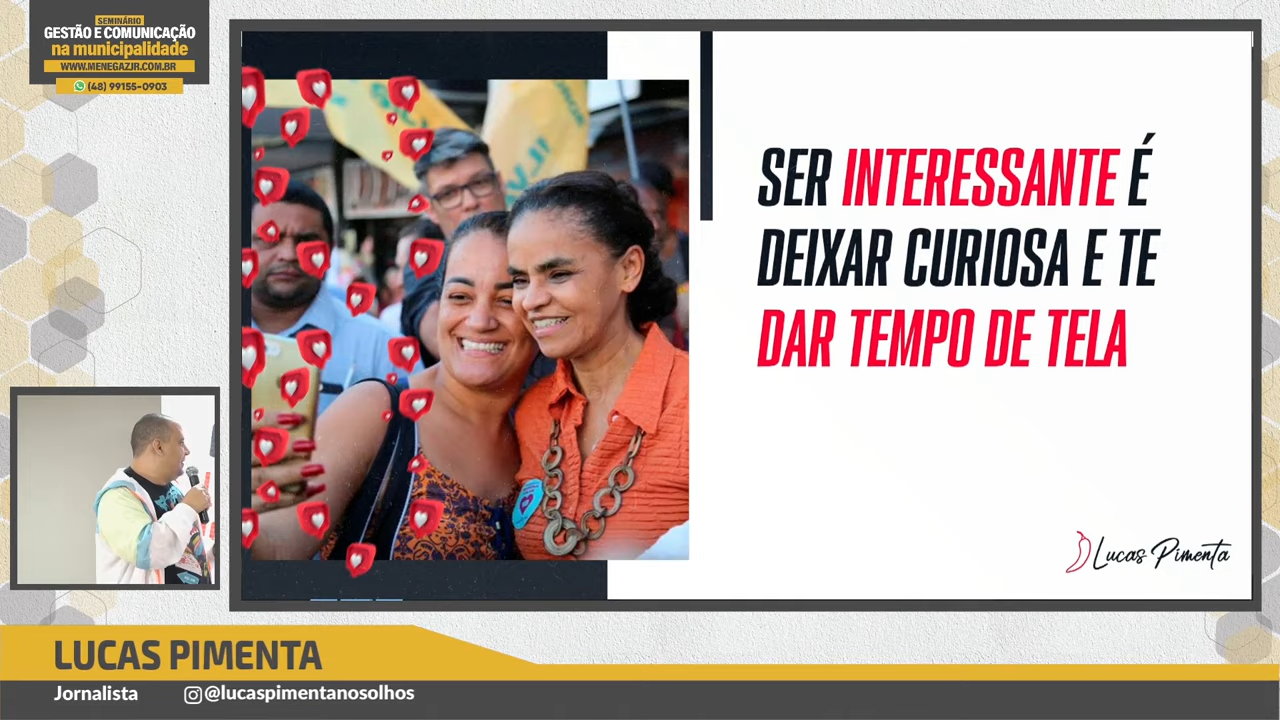 SEMINÁRIO
GESTÃO E COMUNICAÇÃO
na municipalidade
WWW.MENEGAZJR.COM.BR
(48) 99155-0903
SER INTERESSANTE É
DEIXAR CURIOSA E TE
DAR TEMPO DE TELA
Lucas Pimenta
LUCAS PIMENTA
Jornalista
@lucaspimentanosolhos